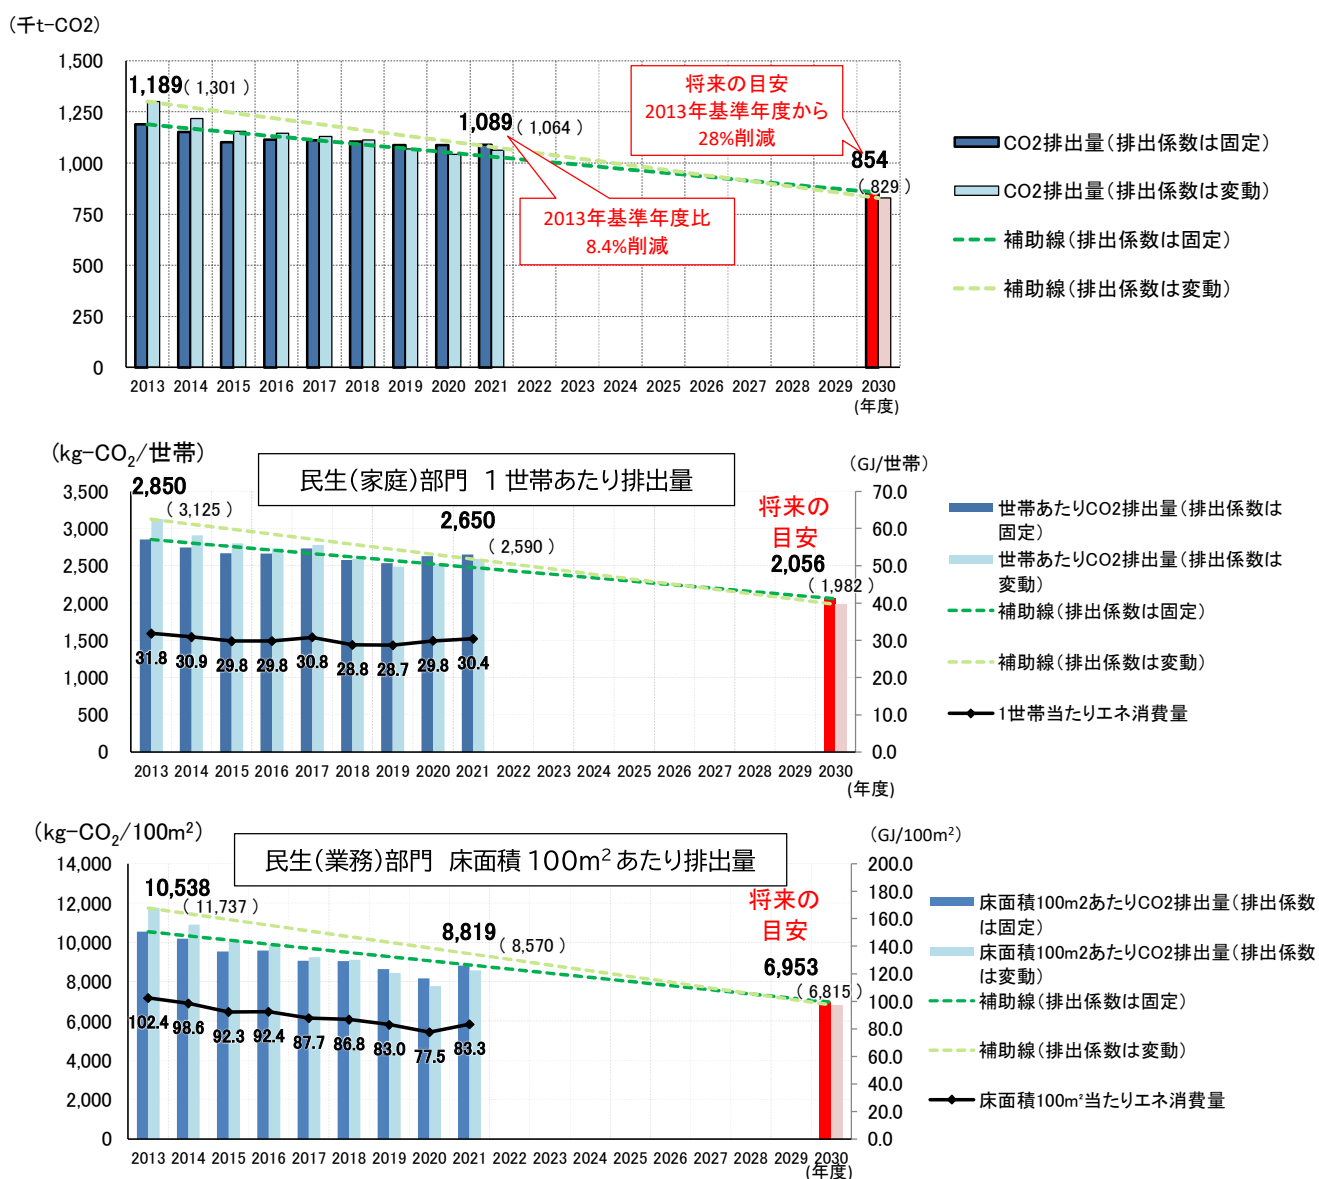 (千t-CO2)
1,500
1,250
1,000
750
500
250
0
1,189 ( 1,301 )
1,089 ( 1,064 )
将来の目安
2013年基準年度から
28%削減
854
( 829 )
2013年基準年度比
8.4%削減
2013 2014 2015 2016 2017 2018 2019 2020 2021 2022 2023 2024 2025 2026 2027 2028 2029 2030
(年度)
CO2排出量(排出係数は固定)
CO2排出量(排出係数は変動)
補助線(排出係数は固定)
補助線(排出係数は変動)
(kg-CO2/世帯)
民生(家庭)部門 1世帯あたり排出量
(GJ/世帯)
3,500
3,000
2,500
2,000
1,500
1,000
500
0
2,850
( 3,125 )
2,650
( 2,590 )
将来の
目安
2,056
( 1,982 )
31.8 30.9 29.8 29.8 30.8 28.8 28.7 29.8 30.4
70.0
60.0
50.0
40.0
30.0
20.0
10.0
0.0
2013 2014 2015 2016 2017 2018 2019 2020 2021 2022 2023 2024 2025 2026 2027 2028 2029 2030
(年度)
世帯あたりCO2排出量(排出係数は
固定)
世帯あたりCO2排出量(排出係数は
変動)
補助線(排出係数は固定)
補助線(排出係数は変動)
1世帯当たりエネ消費量
(kg-CO2/100m2)
民生(業務)部門 床面積100m2あたり排出量
(GJ/100m2)
14,000
12,000
10,000
8,000
6,000
4,000
2,000
0
10,538
( 11,737 )
8,819
( 8,570 )
将来の
目安
6,953
( 6,815 )
102.4 98.6 92.3 92.4 87.7 86.8 83.0 77.5 83.3
200.0
180.0
160.0
140.0
120.0
100.0
80.0
60.0
40.0
20.0
0.0
2013 2014 2015 2016 2017 2018 2019 2020 2021 2022 2023 2024 2025 2026 2027 2028 2029 2030
(年度)
床面積100m2あたりCO2排出量(排出係数
は固定)
床面積100m2あたりCO2排出量(排出係数
は変動)
補助線(排出係数は固定)
補助線(排出係数は変動)
床面積100㎡当たりエネ消費量